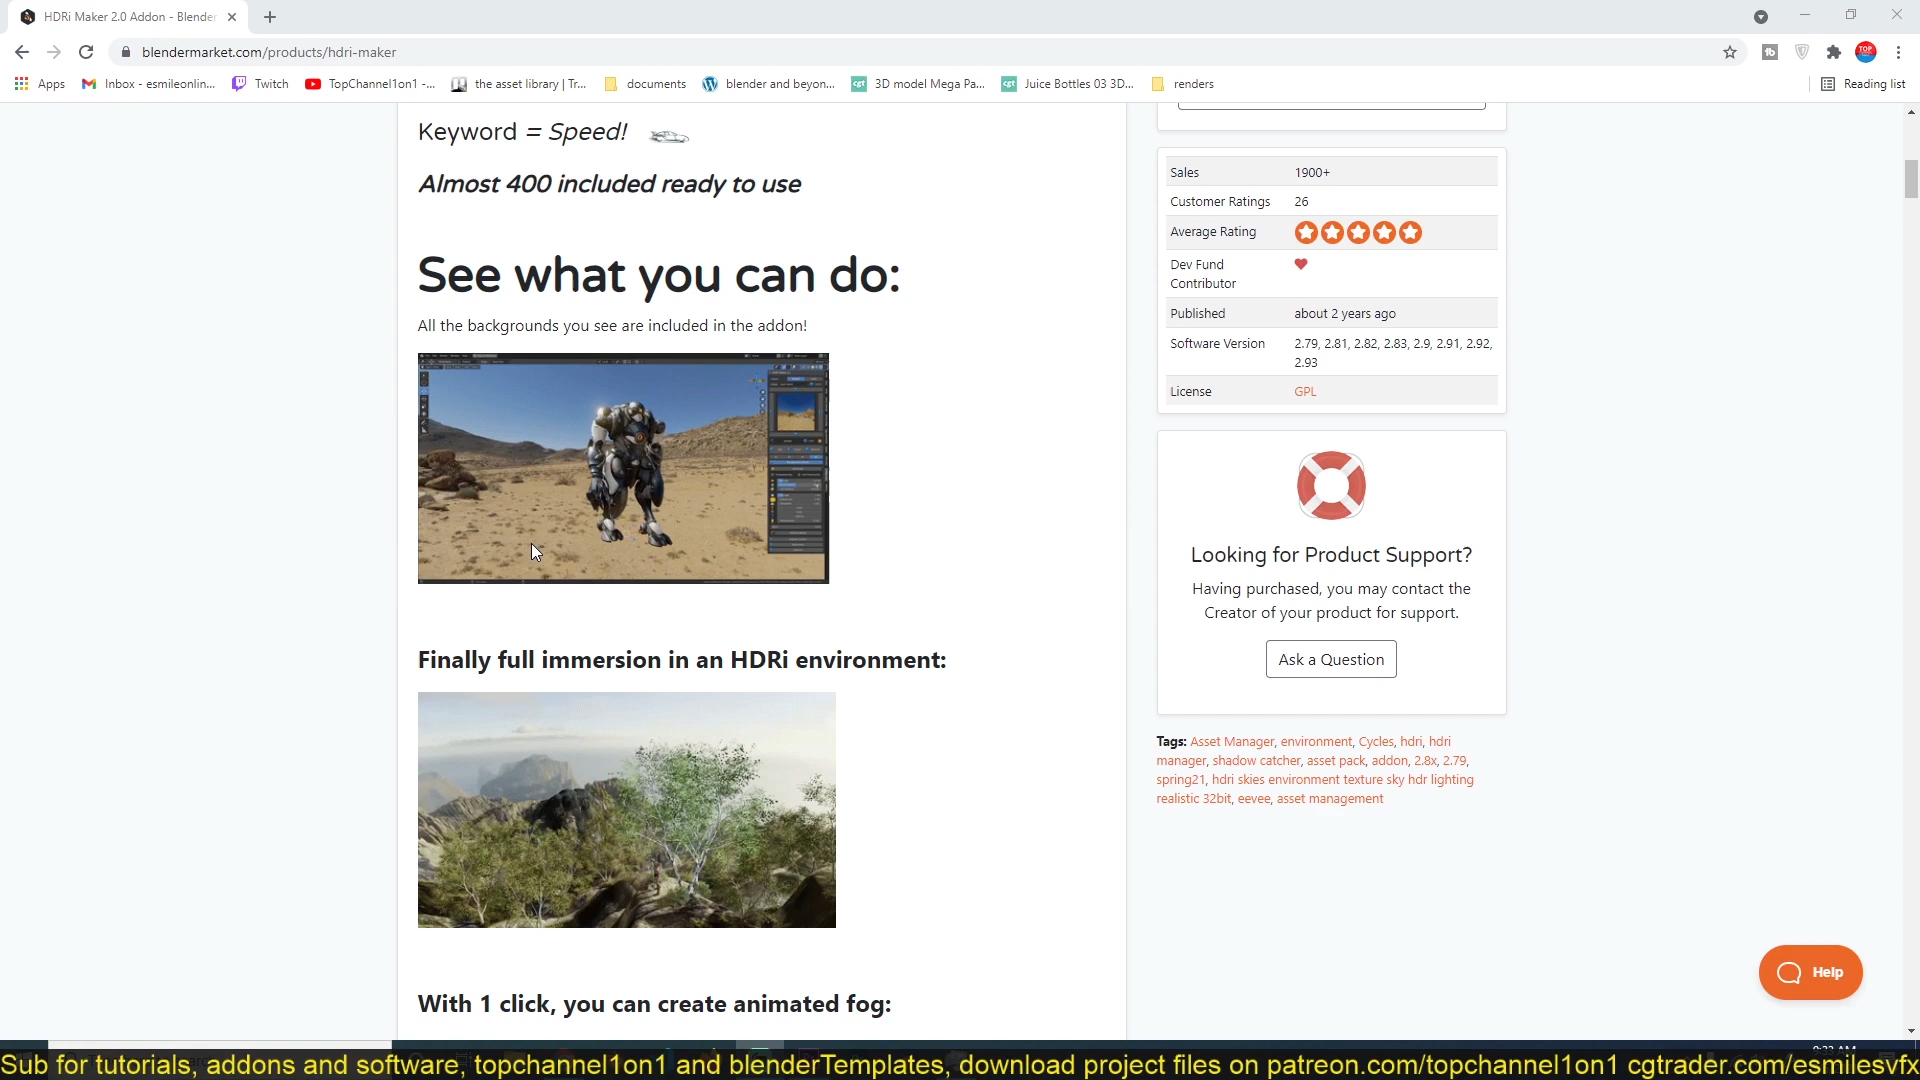 HDRi Maker 2.0 Addon - Blender
blendermarket.com/products/hdri-maker
Apps
Inbox - esmileonlin...
Twitch
TopChannel1on1 -...
the asset library | Tr...
documents
blender and beyon...
3D model Mega Pa...
Juice Bottles 03 3D...
renders
Reading list
Keyword = Speed!
Almost 400 included ready to use
See what you can do:
All the backgrounds you see are included in the addon!
Finally full immersion in an HDRi environment:
With 1 click, you can create animated fog:
Sales 1900+
Customer Ratings 26
Average Rating
Dev Fund
Contributor
Published about 2 years ago
Software Version 2.79, 2.81, 2.82, 2.83, 2.9, 2.91, 2.92,
2.93
License GPL
Looking for Product Support?
Having purchased, you may contact the
Creator of your product for support.
Ask a Question
Tags: Asset Manager, environment, Cycles, hdri, hdri
manager, shadow catcher, asset pack, addon, 2.8x, 2.79,
spring21, hdri skies environment texture sky hdr lighting
realistic 32bit, eevee, asset management
Help
Sub for tutorials, addons and software, topchannel1on1 and blenderTemplates, download project files on patreon.com/topchannel1on1 cgtrader.com/esmilesvfx